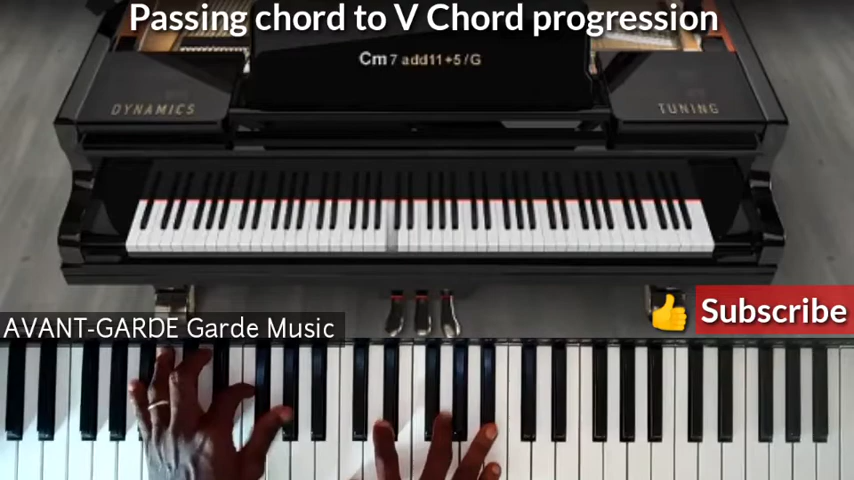 Passing chord to V Chord progression
Cm7 add11+5/G
DYNAMICS
TUNING
👍 Subscribe
AVANT-GARDE Garde Music